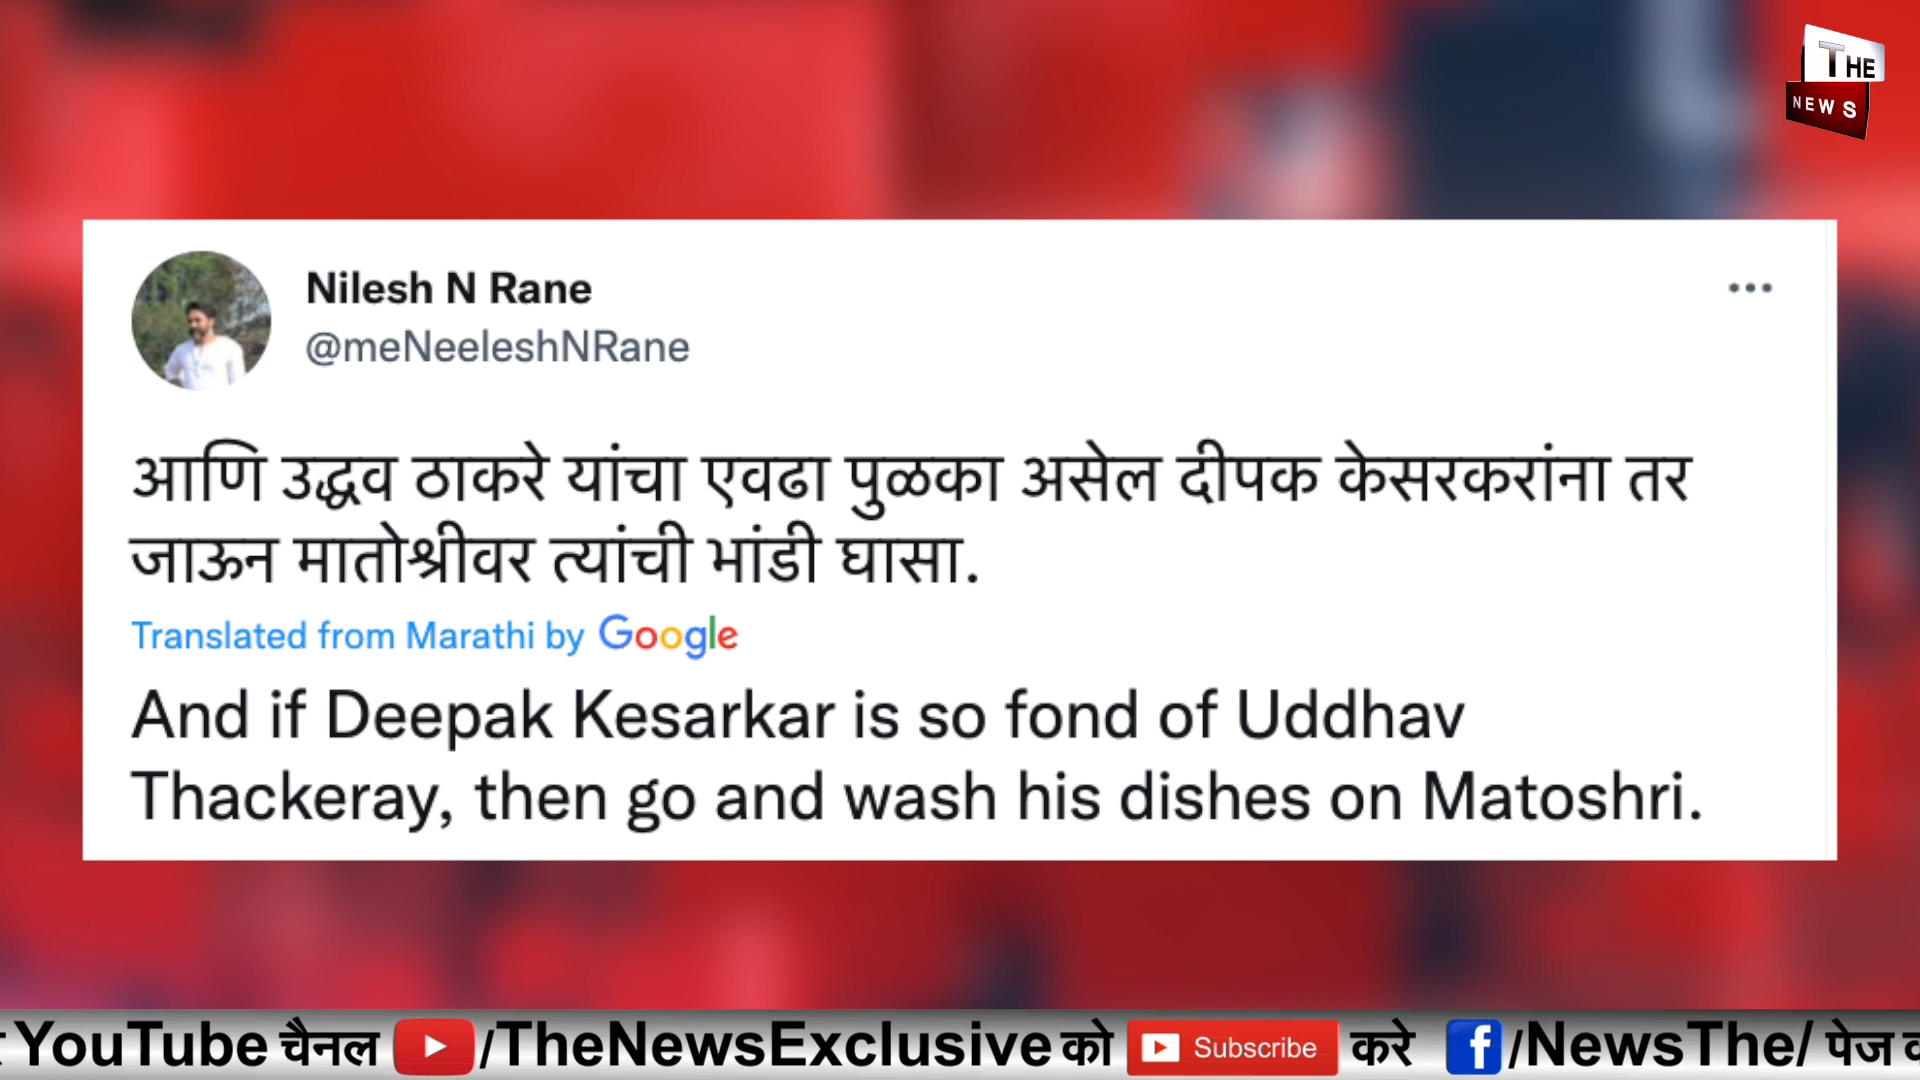 THE
NEWS
Nilesh N Rane
@meNeeleshNRane
आणि उद्धव ठाकरे यांचा एवढा पुळका असेल दीपक केसरकरांना तर
जाऊन मातोश्रीवर त्यांची भांडी घासा.
Translated from Marathi by Google
And if Deepak Kesarkar is so fond of Uddhav
Thackeray, then go and wash his dishes on Matoshri.
YouTube चैनल /TheNewsExclusive को Subscribe करे f/NewsThe/ पेज